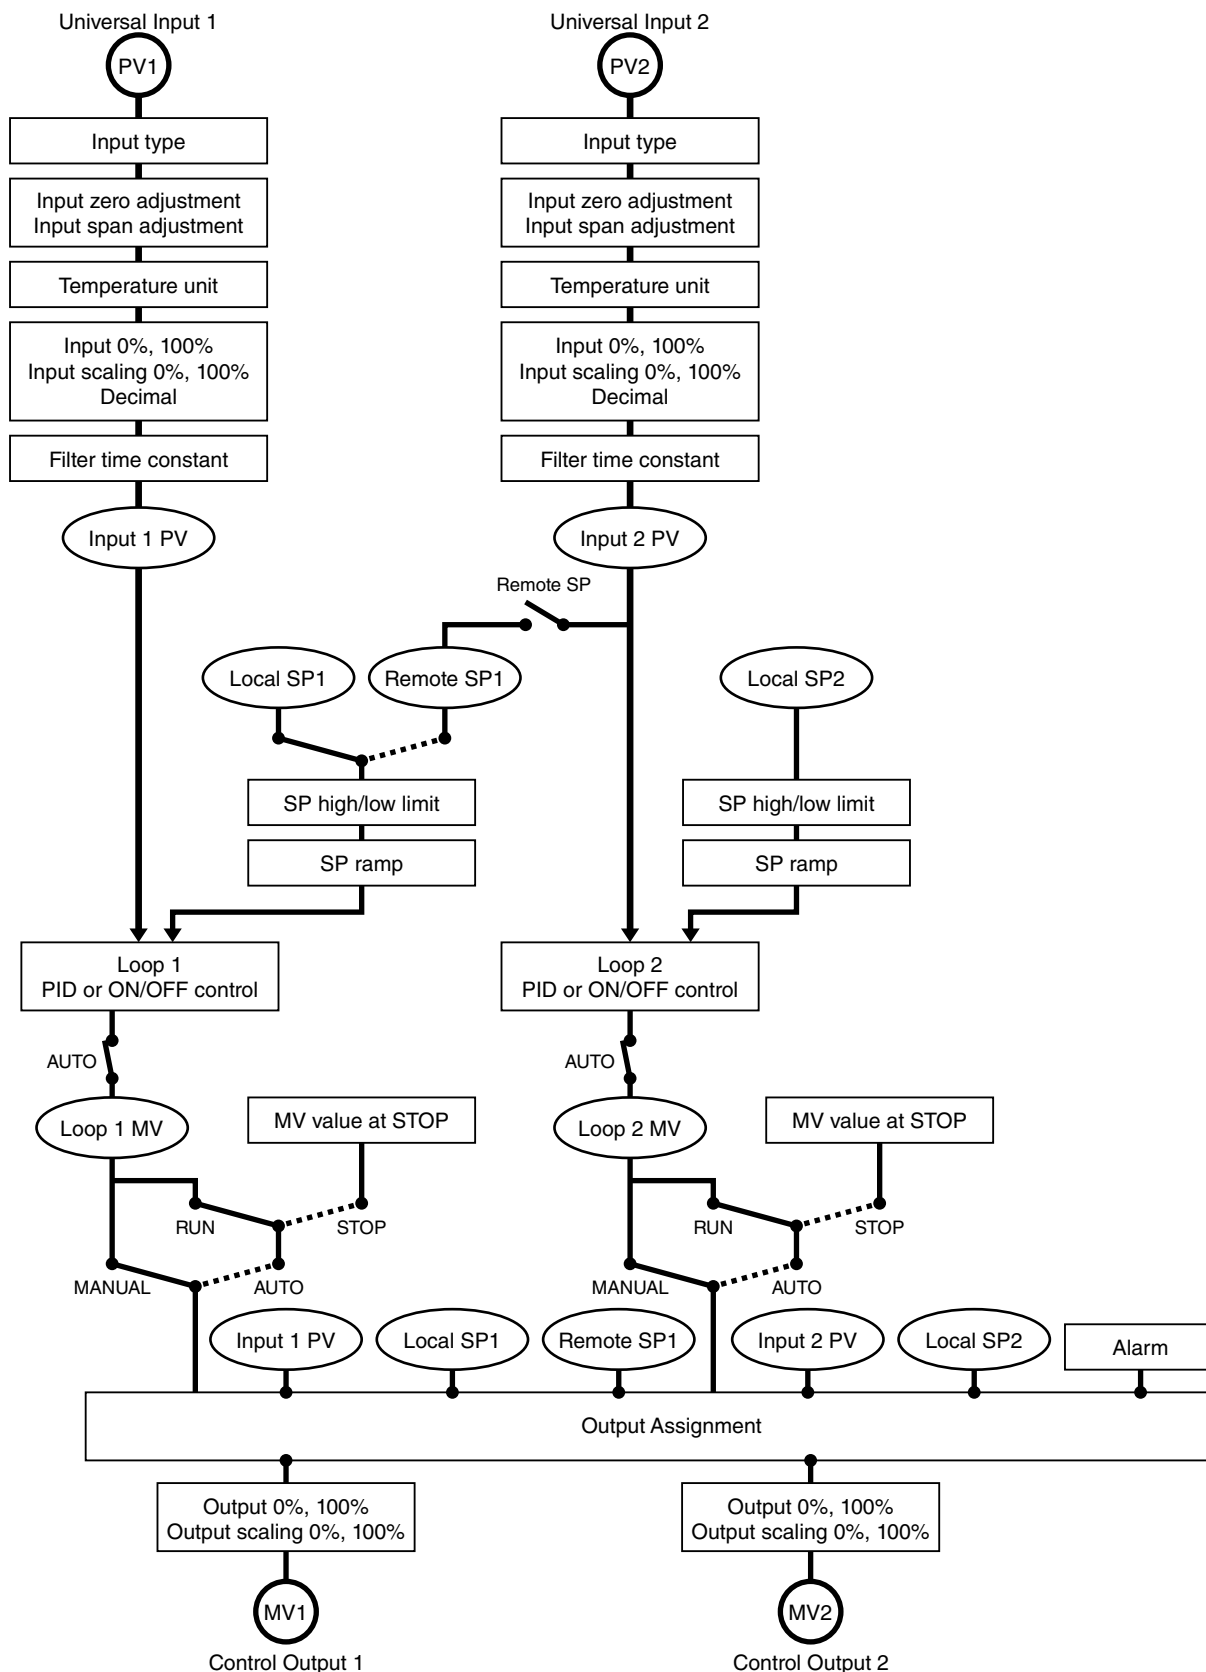 Universal Input 1
Universal Input 2
PV1
PV2
Input type
Input type
Input zero adjustment
Input span adjustment
Input zero adjustment
Input span adjustment
Temperature unit
Temperature unit
Input 0%, 100%
Input scaling 0%, 100%
Decimal
Input 0%, 100%
Input scaling 0%, 100%
Decimal
Filter time constant
Filter time constant
Input 1 PV
Input 2 PV
Remote SP
Local SP1
Remote SP1
Local SP2
SP high/low limit
SP high/low limit
SP ramp
SP ramp
Loop 1
PID or ON/OFF control
Loop 2
PID or ON/OFF control
AUTO
AUTO
Loop 1 MV
MV value at STOP
Loop 2 MV
MV value at STOP
RUN
STOP
RUN
STOP
MANUAL
AUTO
MANUAL
AUTO
Input 1 PV
Local SP1
Remote SP1
Input 2 PV
Local SP2
Alarm
Output Assignment
Output 0%, 100%
Output scaling 0%, 100%
Output 0%, 100%
Output scaling 0%, 100%
MV1
MV2
Control Output 1
Control Output 2